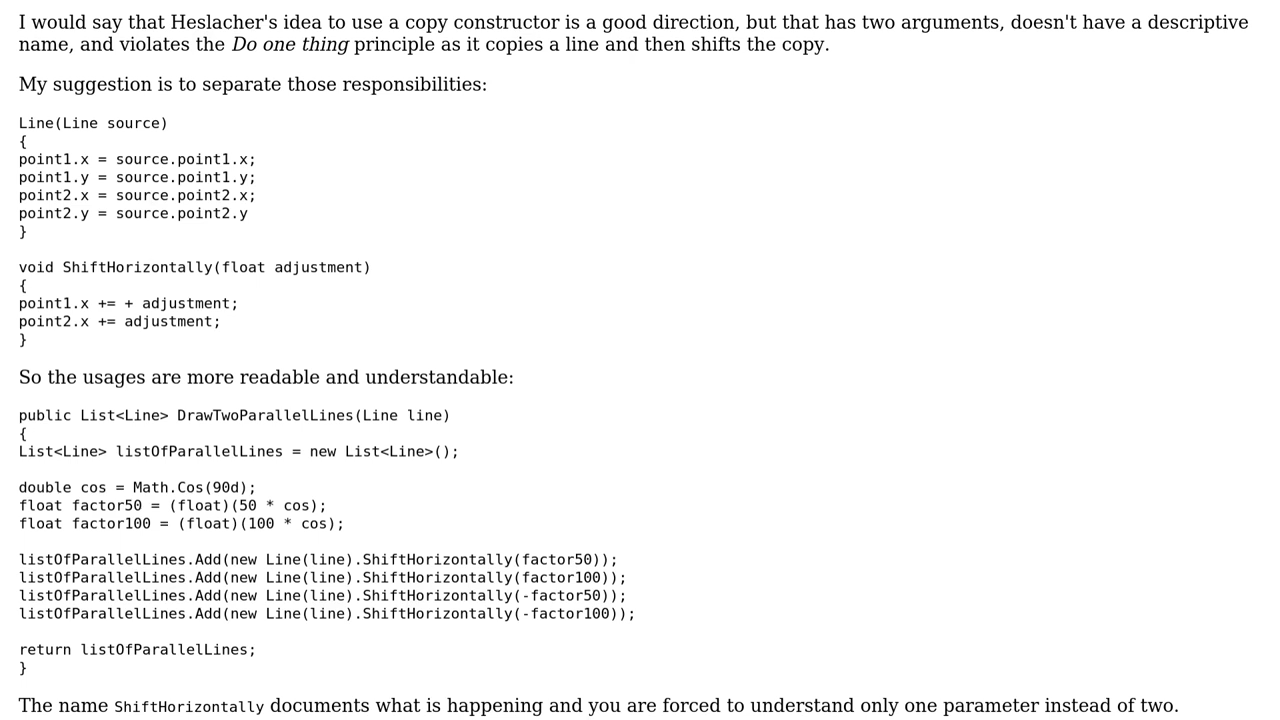 I would say that Heslacher's idea to use a copy constructor is a good direction, but that has two arguments, doesn't have a descriptive
name, and violates the Do one thing principle as it copies a line and then shifts the copy.
My suggestion is to separate those responsibilities:
Line(Line source)
{
point1.x = source.point1.x;
point1.y = source.point1.y;
point2.x = source.point2.x;
point2.y = source.point2.y
}
void ShiftHorizontally(float adjustment)
{
point1.x += + adjustment;
point2.x += adjustment;
}
So the usages are more readable and understandable:
public List<Line> DrawTwoParallelLines(Line line)
{
List<Line> listOfParallelLines = new List<Line>();
double cos = Math.Cos(90d);
float factor50 = (float)(50 * cos);
float factor100 = (float)(100 * cos);
listOfParallelLines.Add(new Line(line).ShiftHorizontally(factor50));
listOfParallelLines.Add(new Line(line).ShiftHorizontally(factor100));
listOfParallelLines.Add(new Line(line).ShiftHorizontally(-factor50));
listOfParallelLines.Add(new Line(line).ShiftHorizontally(-factor100));
return listOfParallelLines;
}
The name ShiftHorizontally documents what is happening and you are forced to understand only one parameter instead of two.